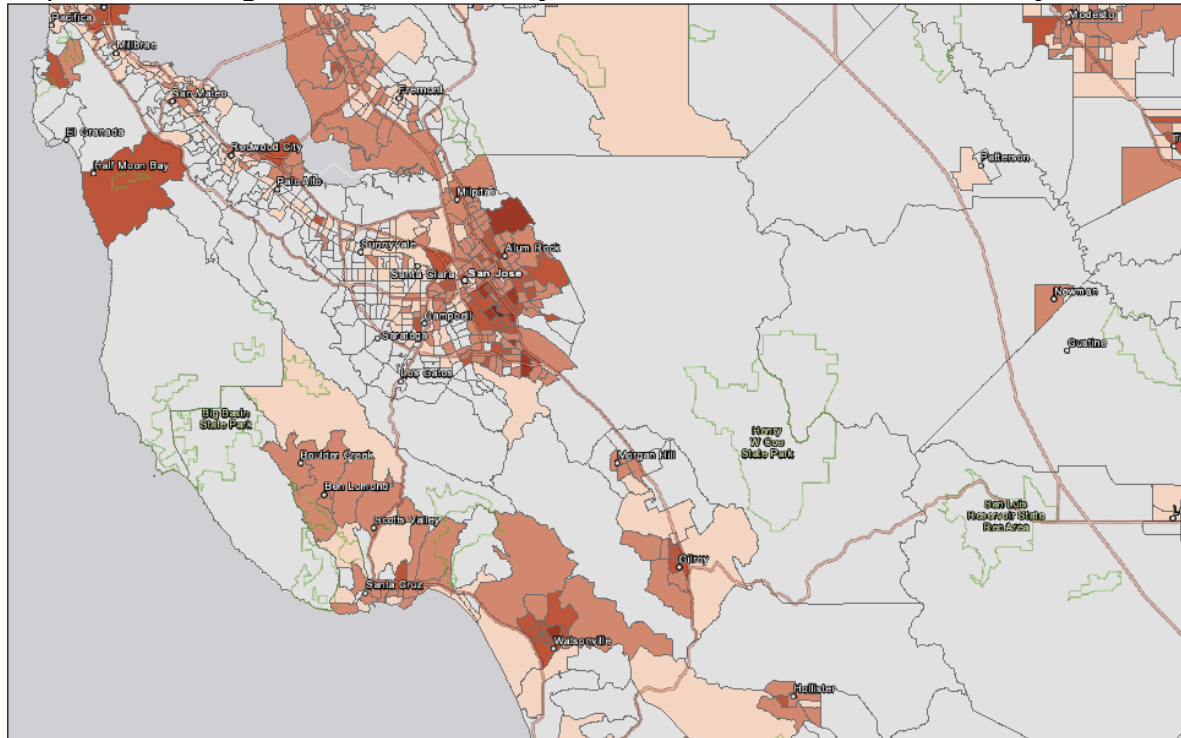 Pacifica
Millbrae
Modesto
San Mateo
Fremont
El Granada
Redwood City
Half Moon Bay
Palo Alto
Patterson
Milpitas
Sunnyvale
Alum Rock
Santa Clara
San Jose
Newman
Campbell
Saratoga
Gustine
Los Gatos
Big Basin
State Park
Henry
W Coe
State Park
Boulder Creek
Morgan Hill
Ben Lomond
San Luis
Reservoir State
Rec Area
Scotts Valley
Gilroy
Santa Cruz
Watsonville
Hollister